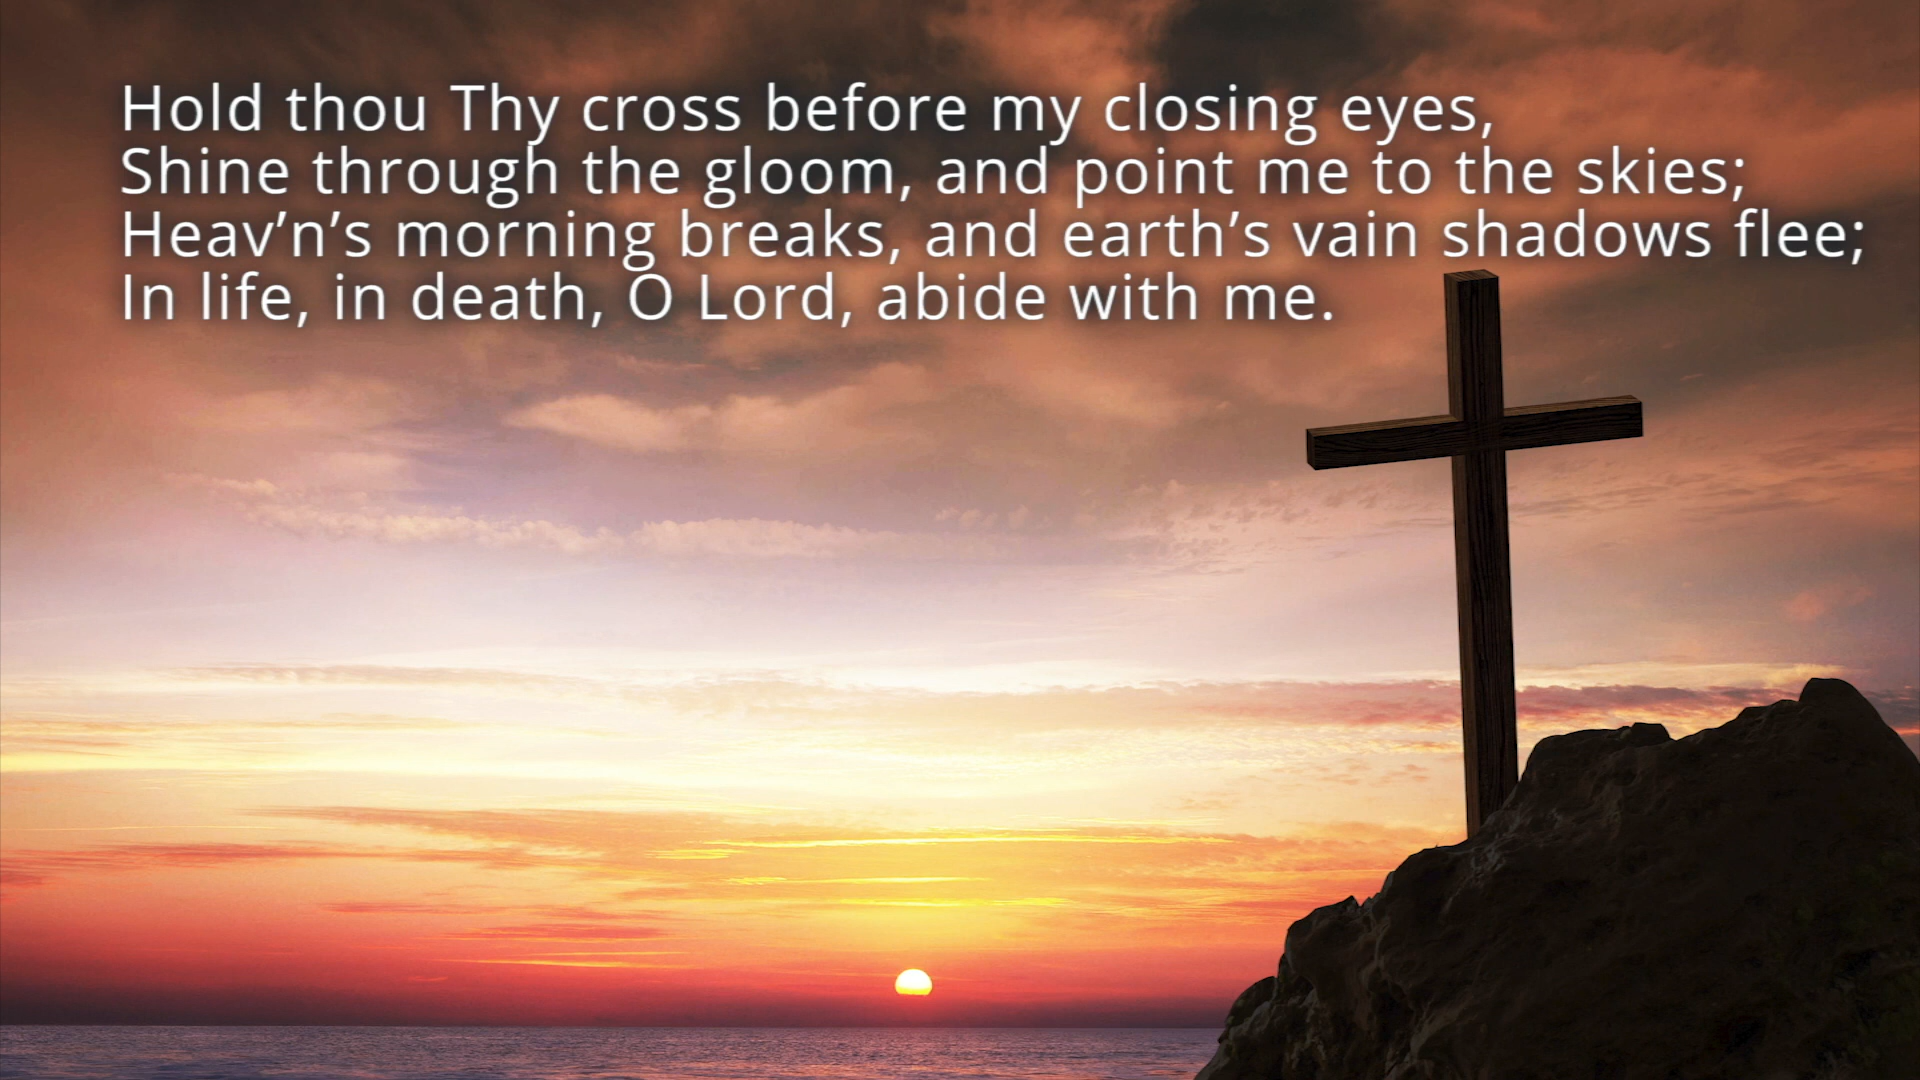 Hold thou Thy cross before my closing eyes,
Shine through the gloom, and point me to the skies;
Heav’n’s morning breaks, and earth’s vain shadows flee;
In life, in death, O Lord, abide with me.